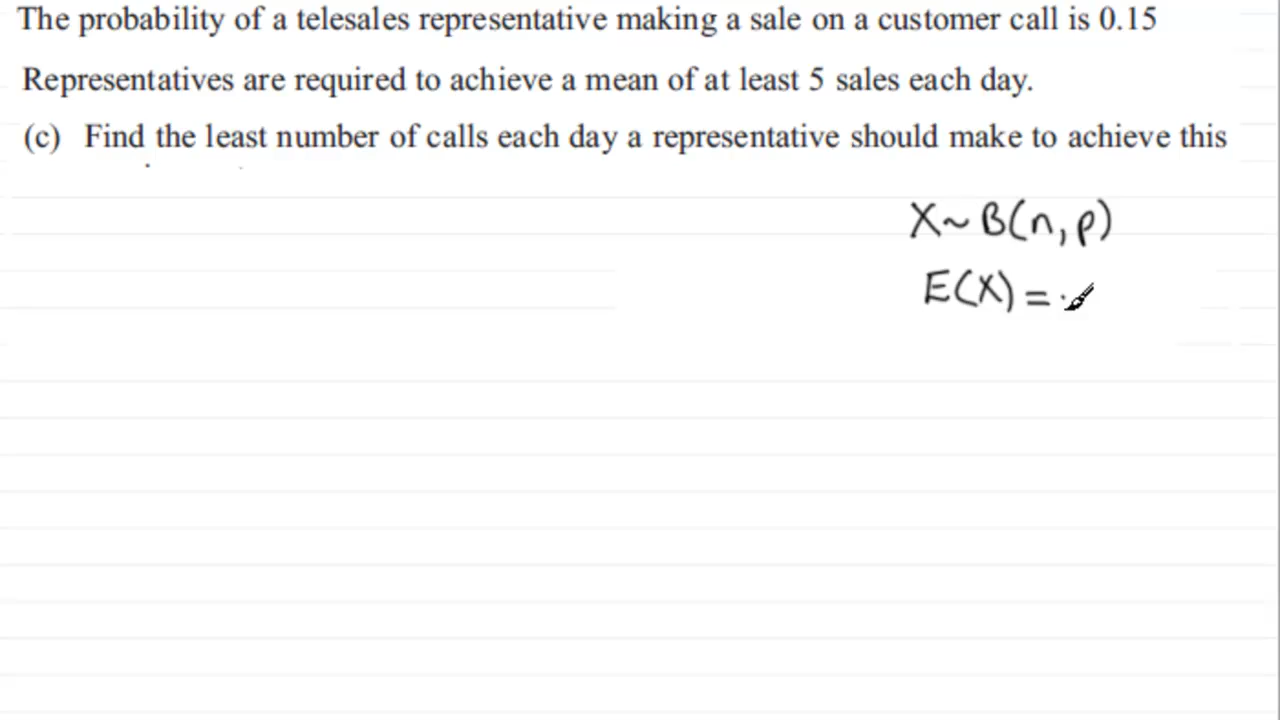 The probability of a telesales representative making a sale on a customer call is 0.15
Representatives are required to achieve a mean of at least 5 sales each day.
(c) Find the least number of calls each day a representative should make to achieve this
X~B(n,p)
E(X)=